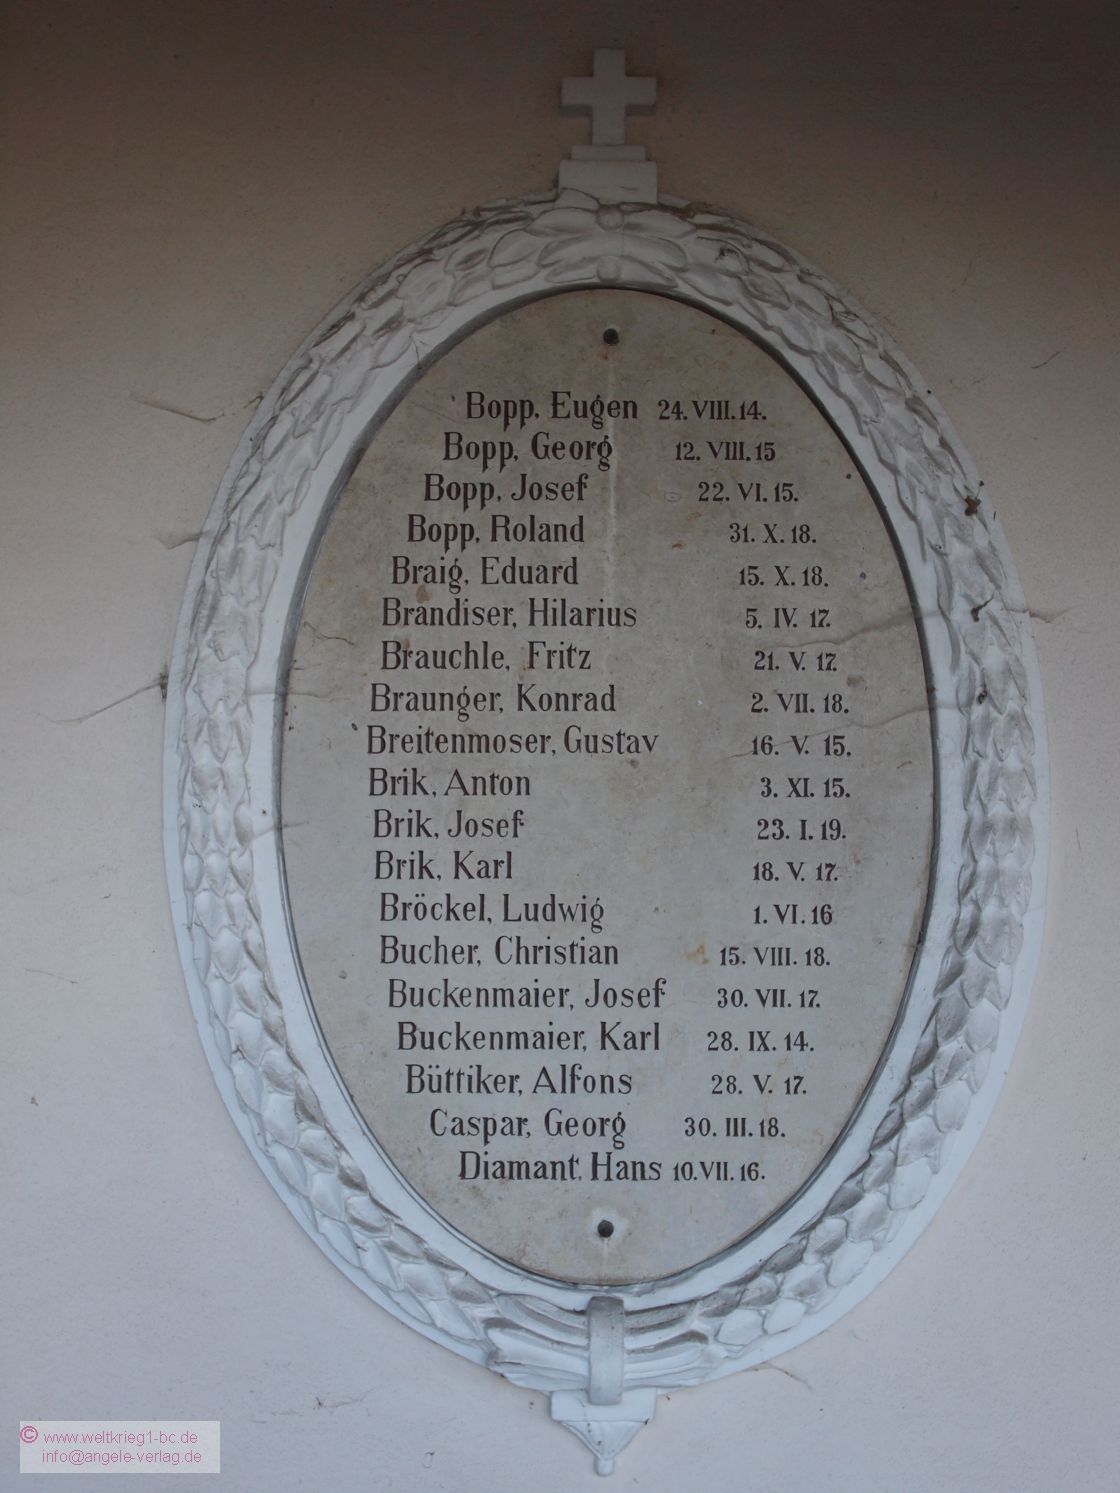 Bopp, Eugen 24. VIII. 14.
Bopp, Georg 12. VIII. 15
Bopp, Josef 22. VI. 15.
Bopp, Roland 31. X. 18.
Braig, Eduard 15. X. 18.
Brandiser, Hilarius 5. IV. 17.
Brauchle, Fritz 21. V. 17.
Braunger, Konrad 2. VII. 18.
Breitenmoser, Gustav 16. V. 15.
Brik, Anton 3. XI. 15.
Brik, Josef 23. I. 19.
Brik, Karl 18. V. 17.
Bröckel, Ludwig 1. VI. 16
Bucher, Christian 15. VIII. 18.
Buckenmaier, Josef 30. VII. 17.
Buckenmaier, Karl 28. IX. 14.
Büttiker, Alfons 28. V. 17.
Caspar, Georg 30. III. 18.
Diamant, Hans 10. VII. 16.
© www.weltkrieg1-bc.de
info@angele-verlag.de